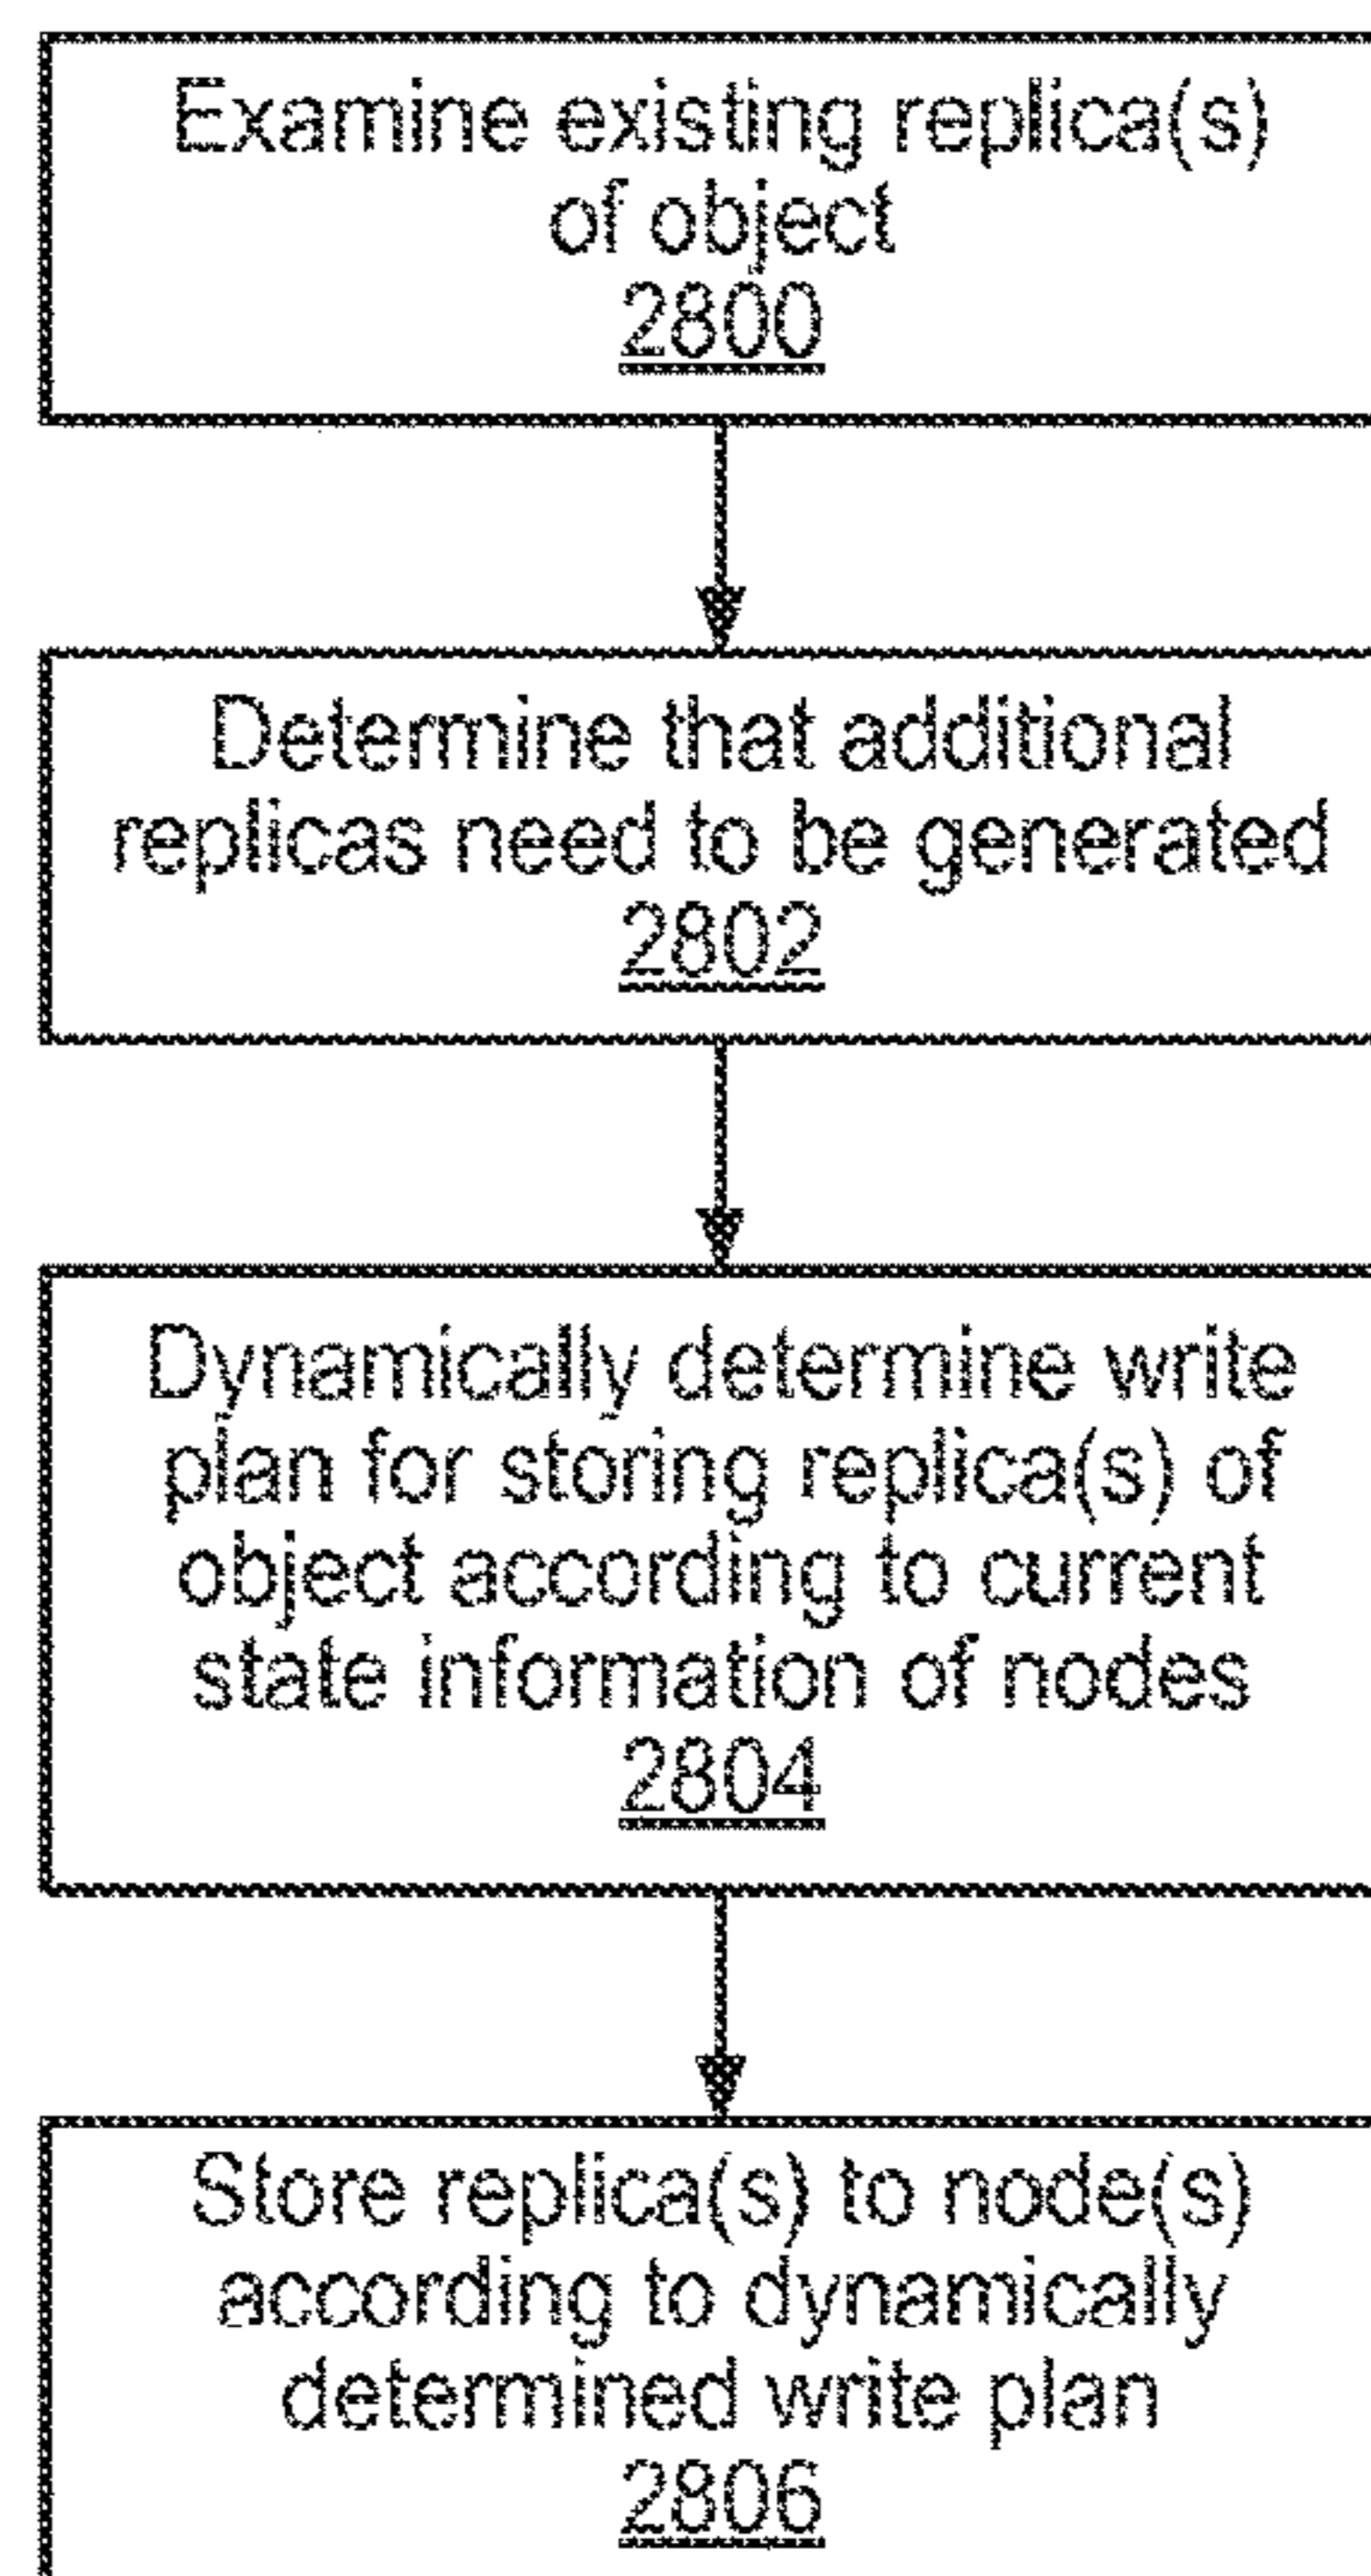 Examine existing replica(s)
of object
2800
Determine that additional
replicas need to be generated
2802
Dynamically determine write
plan for storing replica(s) of
object according to current
state information of nodes
2804
Store replica(s) to node(s)
according to dynamically
determined write plan
2806